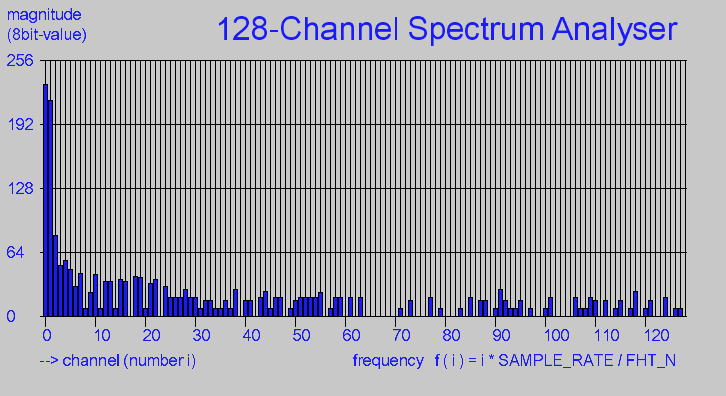 magnitude
(8bit-value)
128-Channel Spectrum Analyser
256
192
128
64
0
0 10 20 30 40 50 60 70 80 90 100 110 120
--> channel (number i) frequency f ( i ) = i * SAMPLE_RATE / FHT_N